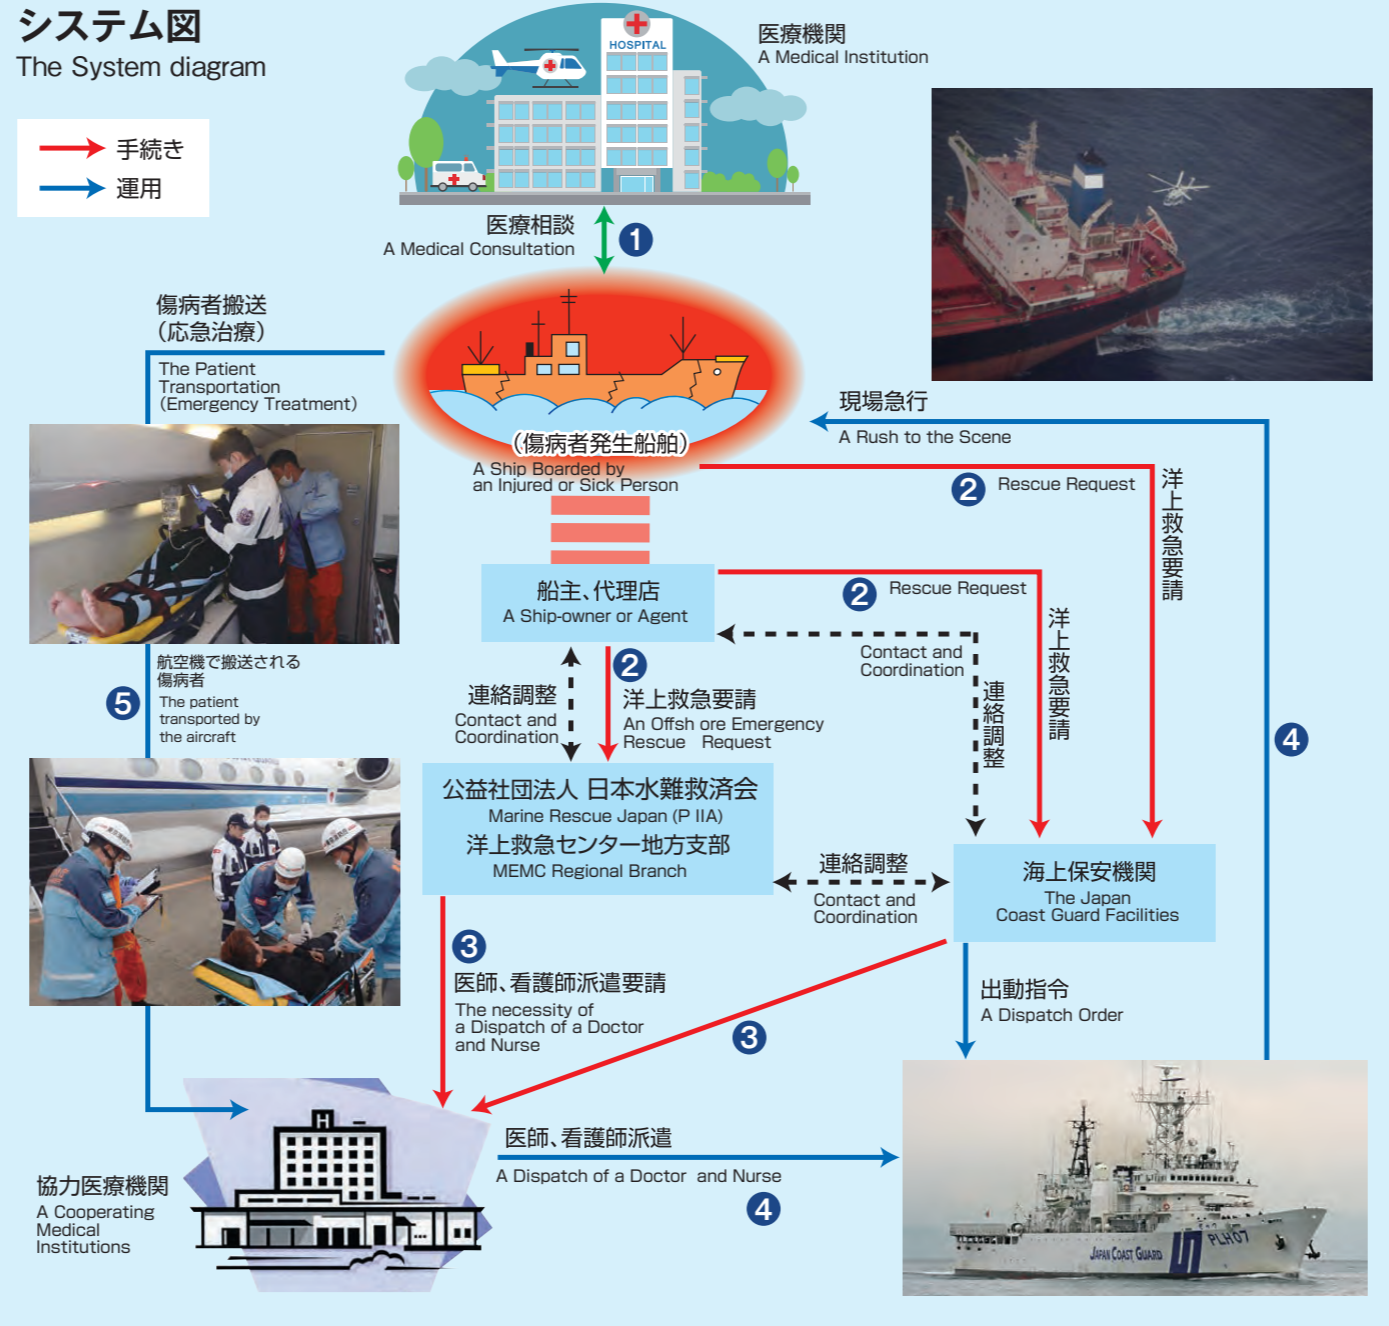 システム図
The System diagram
手続き
運用
HOSPITAL
医療機関
A Medical Institution
医療相談
A Medical Consultation
1
傷病者搬送
（応急治療）
The Patient
Transportation
(Emergency Treatment)
（傷病者発生船舶）
A Ship Boarded by
an Injured or Sick Person
現場急行
A Rush to the Scene
2
Rescue Request
洋上救急要請
船主、代理店
A Ship-owner or Agent
2
Rescue Request
洋上救急要請
Contact and
Coordination
連絡調整
航空機で搬送される
傷病者
The patient
transported by
the aircraft
5
連絡調整
Contact and
Coordination
2
洋上救急要請
An Offsh ore Emergency
Rescue Request
4
公益社団法人 日本水難救済会
Marine Rescue Japan (P IIA)
洋上救急センター地方支部
MEMC Regional Branch
連絡調整
Contact and
Coordination
海上保安機関
The Japan
Coast Guard Facilities
3
医師、看護師派遣要請
The necessity of
a Dispatch of a Doctor
and Nurse
3
出動指令
A Dispatch Order
H
協力医療機関
A Cooperating
Medical
Institutions
医師、看護師派遣
A Dispatch of a Doctor and Nurse
4
JAPAN COAST GUARD
PLH07